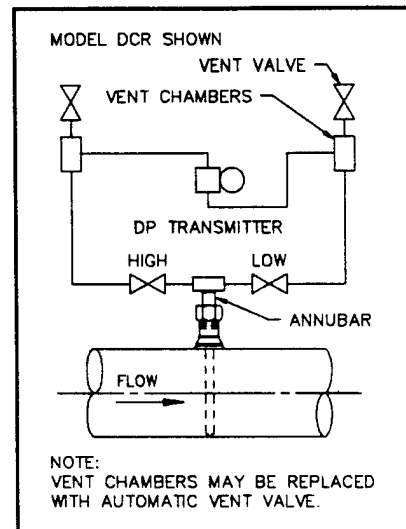 MODEL DCR SHOWN
VENT VALVE
VENT CHAMBERS
DP TRANSMITTER
HIGH
LOW
ANNUBAR
FLOW
NOTE:
VENT CHAMBERS MAY BE REPLACED
WITH AUTOMATIC VENT VALVE.